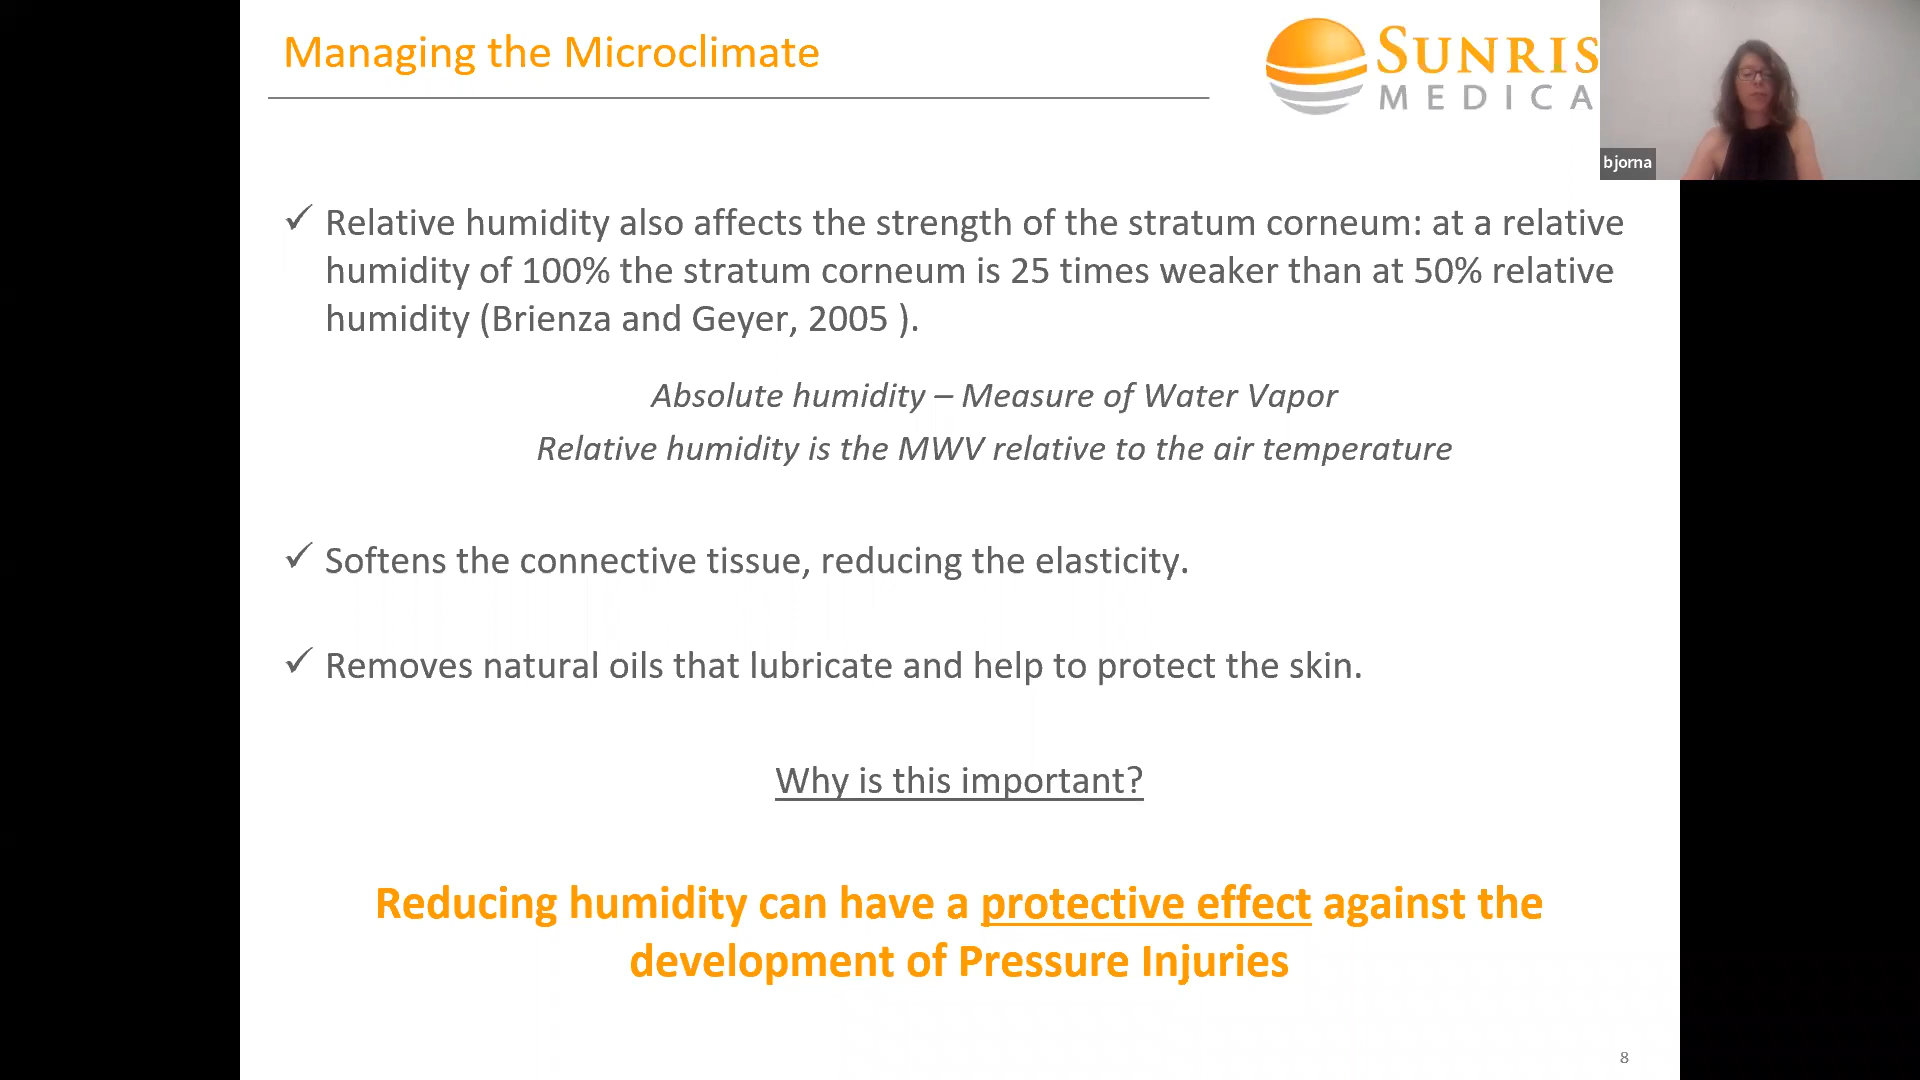 Managing the Microclimate
SUNRIS
MEDICA
bjorna
✓ Relative humidity also affects the strength of the stratum corneum: at a relative
humidity of 100% the stratum corneum is 25 times weaker than at 50% relative
humidity (Brienza and Geyer, 2005 ).
Absolute humidity – Measure of Water Vapor
Relative humidity is the MWV relative to the air temperature
✓ Softens the connective tissue, reducing the elasticity.
✓ Removes natural oils that lubricate and help to protect the skin.
Why is this important?
Reducing humidity can have a protective effect against the
development of Pressure Injuries
8